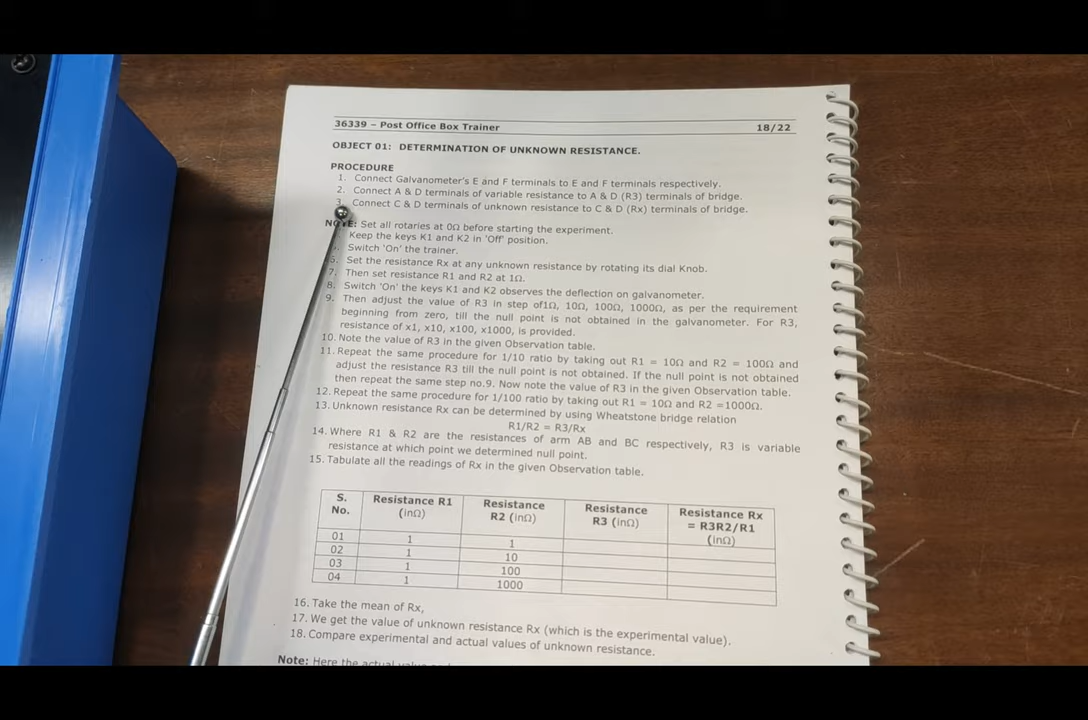 36339 – Post Office Box Trainer 18/22
OBJECT 01: DETERMINATION OF UNKNOWN RESISTANCE.
PROCEDURE
1. Connect Galvanometer's E and F terminals to E and F terminals respectively.
2. Connect A & D terminals of variable resistance to A & D (R3) terminals of bridge.
3. Connect C & D terminals of unknown resistance to C & D (Rx) terminals of bridge.
NOTE: Set all rotaries at 0Ω before starting the experiment.
Keep the keys K1 and K2 in 'Off' position.
Switch 'On' the trainer.
6. Set the resistance Rx at any unknown resistance by rotating its dial Knob.
7. Then set resistance R1 and R2 at 1Ω.
8. Switch 'On' the keys K1 and K2 observes the deflection on galvanometer.
9. Then adjust the value of R3 in step of1Ω, 10Ω, 100Ω, 1000Ω, as per the requirement
beginning from zero, till the null point is not obtained in the galvanometer. For R3,
resistance of x1, x10, x100, x1000, is provided.
10. Note the value of R3 in the given Observation table.
11. Repeat the same procedure for 1/10 ratio by taking out R1 = 10Ω and R2 = 100Ω and
adjust the resistance R3 till the null point is not obtained. If the null point is not obtained
then repeat the same step no.9. Now note the value of R3 in the given Observation table.
12. Repeat the same procedure for 1/100 ratio by taking out R1 = 10Ω and R2 =1000Ω.
13. Unknown resistance Rx can be determined by using Wheatstone bridge relation
R1/R2 = R3/Rx
14. Where R1 & R2 are the resistances of arm AB and BC respectively, R3 is variable
resistance at which point we determined null point.
15. Tabulate all the readings of Rx in the given Observation table.
S. No. Resistance R1 (inΩ) Resistance R2 (inΩ) Resistance R3 (inΩ) Resistance Rx = R3R2/R1 (inΩ)
01 1 1
02 1 10
03 1 100
04 1 1000
16. Take the mean of Rx,
17. We get the value of unknown resistance Rx (which is the experimental value).
18. Compare experimental and actual values of unknown resistance.
Note: Here the actual